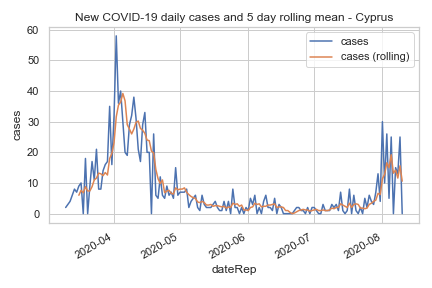 New COVID-19 daily cases and 5 day rolling mean - Cyprus
cases
cases (rolling)
60
50
40
30
20
10
0
cases
2020-04
2020-05
2020-06
2020-07
2020-08
dateRep